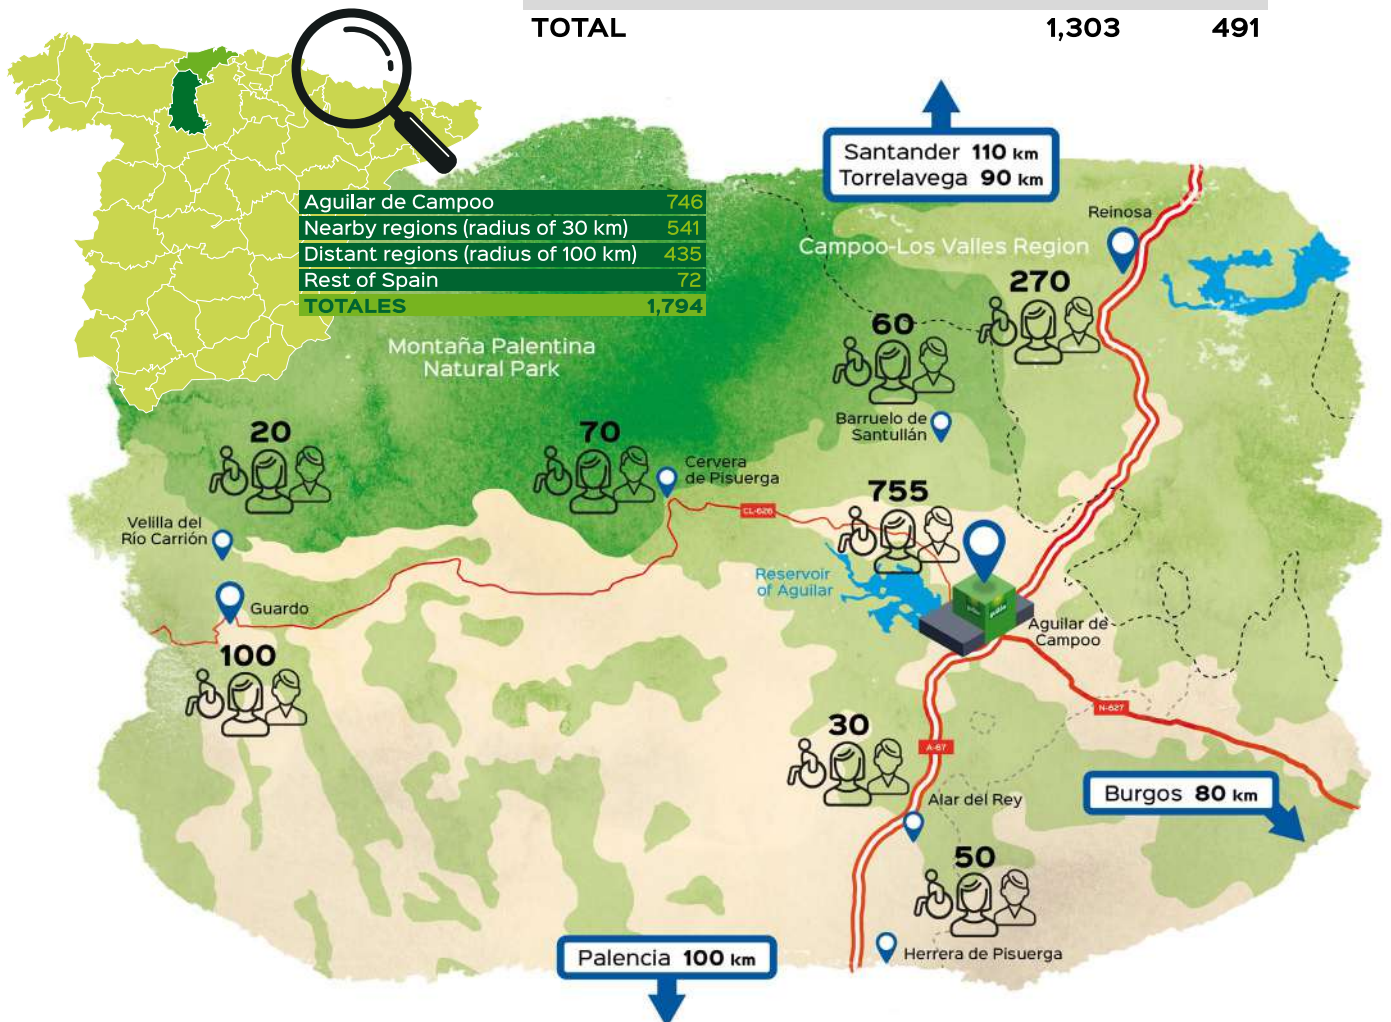 TOTAL 1,303 491
Santander 110 km
Torrelavega 90 km
Aguilar de Campoo 746
Nearby regions (radius of 30 km) 541
Distant regions (radius of 100 km) 435
Rest of Spain 72
TOTALES 1,794
Reinosa
Campoo-Los Valles Region
270
60
Montaña Palentina
Natural Park
Barruelo de
Santullán
20
70
Cervera
de Pisuerga
755
CL-626
Velilla del
Río Carrión
Reservoir
of Aguilar
Guardo
Aguilar de
Campoo
100
N-627
30
A-67
Burgos 80 km
Alar del Rey
50
Palencia 100 km
Herrera de Pisuerga